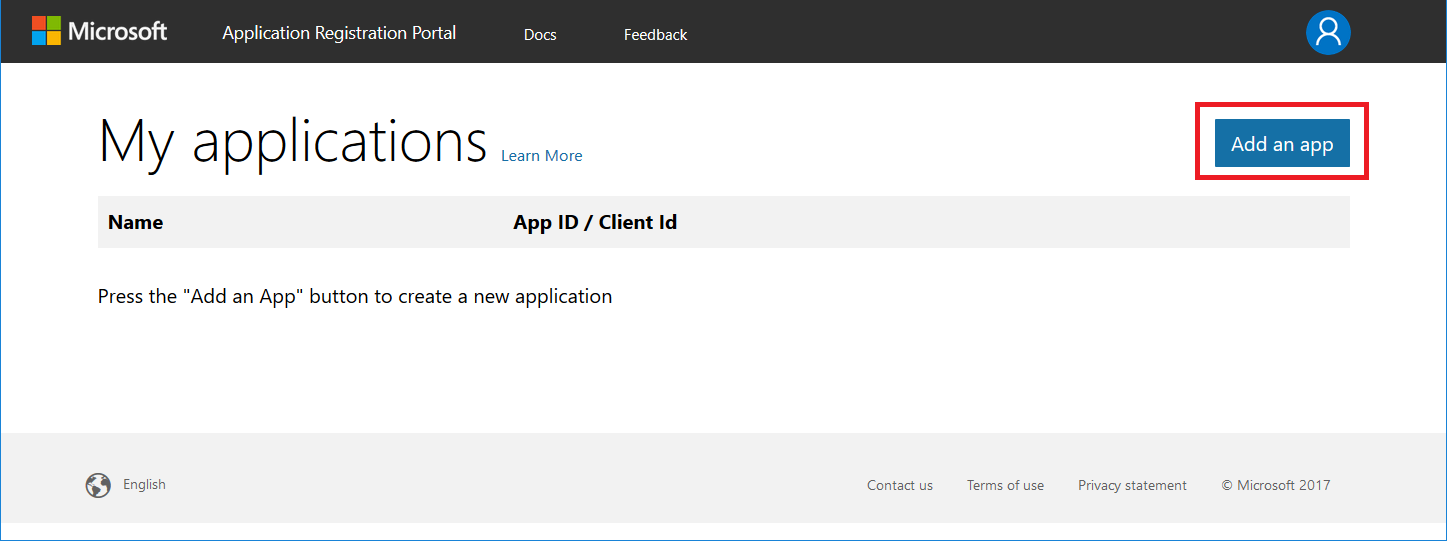 Microsoft Application Registration Portal Docs Feedback
My applications Learn More Add an app
Name App ID / Client Id
Press the "Add an App" button to create a new application
English Contact us Terms of use Privacy statement © Microsoft 2017